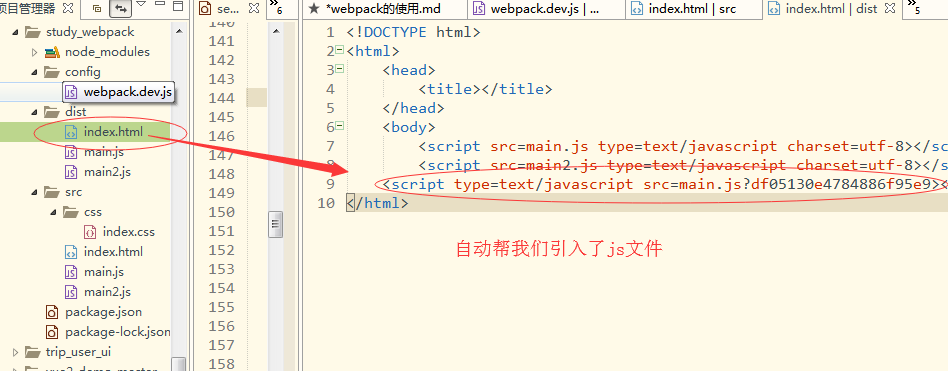 项目管理器
study_webpack
node_modules
config
webpack.dev.js
dist
index.html
main.js
main2.js
src
css
index.css
index.html
main.js
main2.js
package.json
package-lock.json
trip_user_ui
se...
6
140
141
142
143
144
145
146
147
148
149
150
151
152
153
154
155
156
157
158
*webpack的使用.md
webpack.dev.js | ...
index.html | src
index.html | dist
5
1 <!DOCTYPE html>
2 <html>
3 <head>
4 <title></title>
5 </head>
6 <body>
7 <script src=main.js type=text/javascript charset=utf-8></sc
8 <script src=main2.js type=text/javascript charset=utf-8></s
9 <script type=text/javascript src=main.js?df05130e4784886f95e9><
10 </html>
自动帮我们引入了js文件